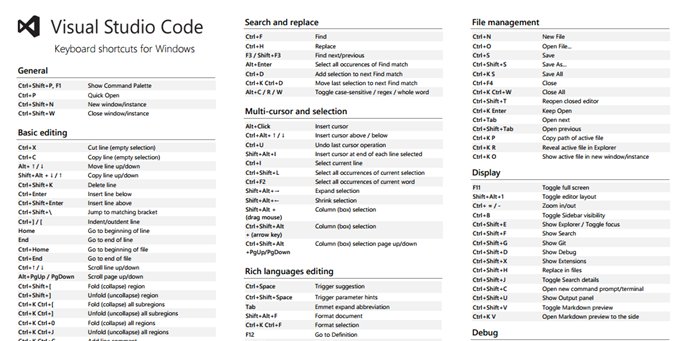 Visual Studio Code
Keyboard shortcuts for Windows
General
Ctrl+Shift+P, F1 Show Command Palette
Ctrl+P Quick Open
Ctrl+Shift+N New window/instance
Ctrl+Shift+W Close window/instance
Basic editing
Ctrl+X Cut line (empty selection)
Ctrl+C Copy line (empty selection)
Alt+ ↑ / ↓ Move line up/down
Shift+Alt + ↓ / ↑ Copy line up/down
Ctrl+Shift+K Delete line
Ctrl+Enter Insert line below
Ctrl+Shift+Enter Insert line above
Ctrl+Shift+\ Jump to matching bracket
Ctrl+] / [ Indent/outdent line
Home Go to beginning of line
End Go to end of line
Ctrl+Home Go to beginning of file
Ctrl+End Go to end of file
Ctrl+↑ / ↓ Scroll line up/down
Alt+PgUp / PgDown Scroll page up/down
Ctrl+Shift+[ Fold (collapse) region
Ctrl+Shift+] Unfold (uncollapse) region
Ctrl+K Ctrl+[ Fold (collapse) all subregions
Ctrl+K Ctrl+] Unfold (uncollapse) all subregions
Ctrl+K Ctrl+0 Fold (collapse) all regions
Ctrl+K Ctrl+J Unfold (uncollapse) all regions
Ctrl+K Ctrl+C Add line comment
Search and replace
Ctrl+F Find
Ctrl+H Replace
F3 / Shift+F3 Find next/previous
Alt+Enter Select all occurences of Find match
Ctrl+D Add selection to next Find match
Ctrl+K Ctrl+D Move last selection to next Find match
Alt+C / R / W Toggle case-sensitive / regex / whole word
Multi-cursor and selection
Alt+Click Insert cursor
Ctrl+Alt+ ↑ / ↓ Insert cursor above / below
Ctrl+U Undo last cursor operation
Shift+Alt+I Insert cursor at end of each line selected
Ctrl+I Select current line
Ctrl+Shift+L Select all occurrences of current selection
Ctrl+F2 Select all occurrences of current word
Shift+Alt+→ Expand selection
Shift+Alt+← Shrink selection
Shift+Alt + Column (box) selection
(drag mouse)
Ctrl+Shift+Alt Column (box) selection
+ (arrow key)
Ctrl+Shift+Alt Column (box) selection page up/down
+PgUp/PgDown
Rich languages editing
Ctrl+Space Trigger suggestion
Ctrl+Shift+Space Trigger parameter hints
Tab Emmet expand abbreviation
Shift+Alt+F Format document
Ctrl+K Ctrl+F Format selection
F12 Go to Definition
File management
Ctrl+N New File
Ctrl+O Open File...
Ctrl+S Save
Ctrl+Shift+S Save As...
Ctrl+K S Save All
Ctrl+F4 Close
Ctrl+K Ctrl+W Close All
Ctrl+Shift+T Reopen closed editor
Ctrl+K Enter Keep Open
Ctrl+Tab Open next
Ctrl+Shift+Tab Open previous
Ctrl+K P Copy path of active file
Ctrl+K R Reveal active file in Explorer
Ctrl+K O Show active file in new window/instance
Display
F11 Toggle full screen
Shift+Alt+1 Toggle editor layout
Ctrl+ = / - Zoom in/out
Ctrl+B Toggle Sidebar visibility
Ctrl+Shift+E Show Explorer / Toggle focus
Ctrl+Shift+F Show Search
Ctrl+Shift+G Show Git
Ctrl+Shift+D Show Debug
Ctrl+Shift+X Show Extensions
Ctrl+Shift+H Replace in files
Ctrl+Shift+J Toggle Search details
Ctrl+Shift+C Open new command prompt/terminal
Ctrl+Shift+U Show Output panel
Ctrl+Shift+V Toggle Markdown preview
Ctrl+K V Open Markdown preview to the side
Debug